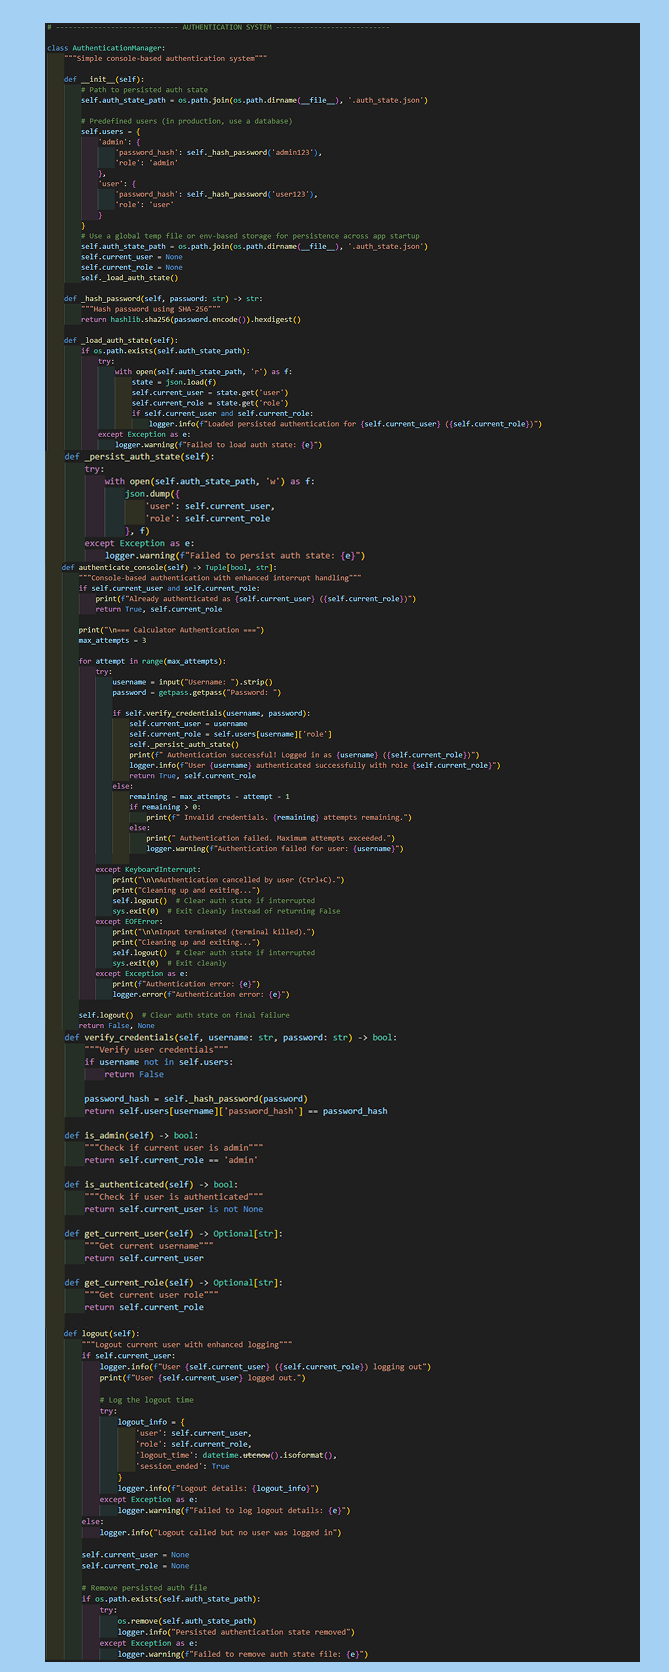 # ----------------------------- AUTHENTICATION SYSTEM ---------------------------
class AuthenticationManager:
    """Simple console-based authentication system"""

    def __init__(self):
        # Path to persisted auth state
        self.auth_state_path = os.path.join(os.path.dirname(__file__), '.auth_state.json')

        # Predefined users (in production, use a database)
        self.users = {
            'admin': {
                'password_hash': self._hash_password('admin123'),
                'role': 'admin'
            },
            'user': {
                'password_hash': self._hash_password('user123'),
                'role': 'user'
            }
        }
        # Use a global temp file or env-based storage for persistence across app startup
        self.auth_state_path = os.path.join(os.path.dirname(__file__), '.auth_state.json')
        self.current_user = None
        self.current_role = None
        self._load_auth_state()

    def _hash_password(self, password: str) -> str:
        """Hash password using SHA-256"""
        return hashlib.sha256(password.encode()).hexdigest()

    def _load_auth_state(self):
        if os.path.exists(self.auth_state_path):
            try:
                with open(self.auth_state_path, 'r') as f:
                    state = json.load(f)
                    self.current_user = state.get('user')
                    self.current_role = state.get('role')
                    if self.current_user and self.current_role:
                        logger.info(f"Loaded persisted authentication for {self.current_user} ({self.current_role})")
            except Exception as e:
                logger.warning(f"Failed to load auth state: {e}")
    def _persist_auth_state(self):
        try:
            with open(self.auth_state_path, 'w') as f:
                json.dump({
                    'user': self.current_user,
                    'role': self.current_role
                }, f)
        except Exception as e:
            logger.warning(f"Failed to persist auth state: {e}")
    def authenticate_console(self) -> Tuple[bool, str]:
        """Console-based authentication with enhanced interrupt handling"""
        if self.current_user and self.current_role:
            print(f"Already authenticated as {self.current_user} ({self.current_role})")
            return True, self.current_role

        print("\n=== Calculator Authentication ===")
        max_attempts = 3

        for attempt in range(max_attempts):
            try:
                username = input("Username: ").strip()
                password = getpass.getpass("Password: ")

                if self.verify_credentials(username, password):
                    self.current_user = username
                    self.current_role = self.users[username]['role']
                    self._persist_auth_state()
                    print(f" Authentication successful! Logged in as {username} ({self.current_role})")
                    logger.info(f"User {username} authenticated successfully with role {self.current_role}")
                    return True, self.current_role
                else:
                    remaining = max_attempts - attempt - 1
                    if remaining > 0:
                        print(f" Invalid credentials. {remaining} attempts remaining.")
                    else:
                        print(" Authentication failed. Maximum attempts exceeded.")
                        logger.warning(f"Authentication failed for user: {username}")

            except KeyboardInterrupt:
                print("\n\nAuthentication cancelled by user (Ctrl+C).")
                print("Cleaning up and exiting...")
                self.logout()  # Clear auth state if interrupted
                sys.exit(0)  # Exit cleanly instead of returning False
            except EOFError:
                print("\n\nInput terminated (terminal killed).")
                print("Cleaning up and exiting...")
                self.logout()  # Clear auth state if interrupted
                sys.exit(0)  # Exit cleanly
            except Exception as e:
                print(f"Authentication error: {e}")
                logger.error(f"Authentication error: {e}")

        self.logout()  # Clear auth state on final failure
        return False, None
    def verify_credentials(self, username: str, password: str) -> bool:
        """Verify user credentials"""
        if username not in self.users:
            return False

        password_hash = self._hash_password(password)
        return self.users[username]['password_hash'] == password_hash

    def is_admin(self) -> bool:
        """Check if current user is admin"""
        return self.current_role == 'admin'

    def is_authenticated(self) -> bool:
        """Check if user is authenticated"""
        return self.current_user is not None

    def get_current_user(self) -> Optional[str]:
        """Get current username"""
        return self.current_user

    def get_current_role(self) -> Optional[str]:
        """Get current user role"""
        return self.current_role

    def logout(self):
        """Logout current user with enhanced logging"""
        if self.current_user:
            logger.info(f"User {self.current_user} ({self.current_role}) logging out")
            print(f"User {self.current_user} logged out.")

            # Log the logout time
            try:
                logout_info = {
                    'user': self.current_user,
                    'role': self.current_role,
                    'logout_time': datetime.utcnow().isoformat(),
                    'session_ended': True
                }
                logger.info(f"Logout details: {logout_info}")
            except Exception as e:
                logger.warning(f"Failed to log logout details: {e}")
        else:
            logger.info("Logout called but no user was logged in")

        self.current_user = None
        self.current_role = None

        # Remove persisted auth file
        if os.path.exists(self.auth_state_path):
            try:
                os.remove(self.auth_state_path)
                logger.info("Persisted authentication state removed")
            except Exception as e:
                logger.warning(f"Failed to remove auth state file: {e}")